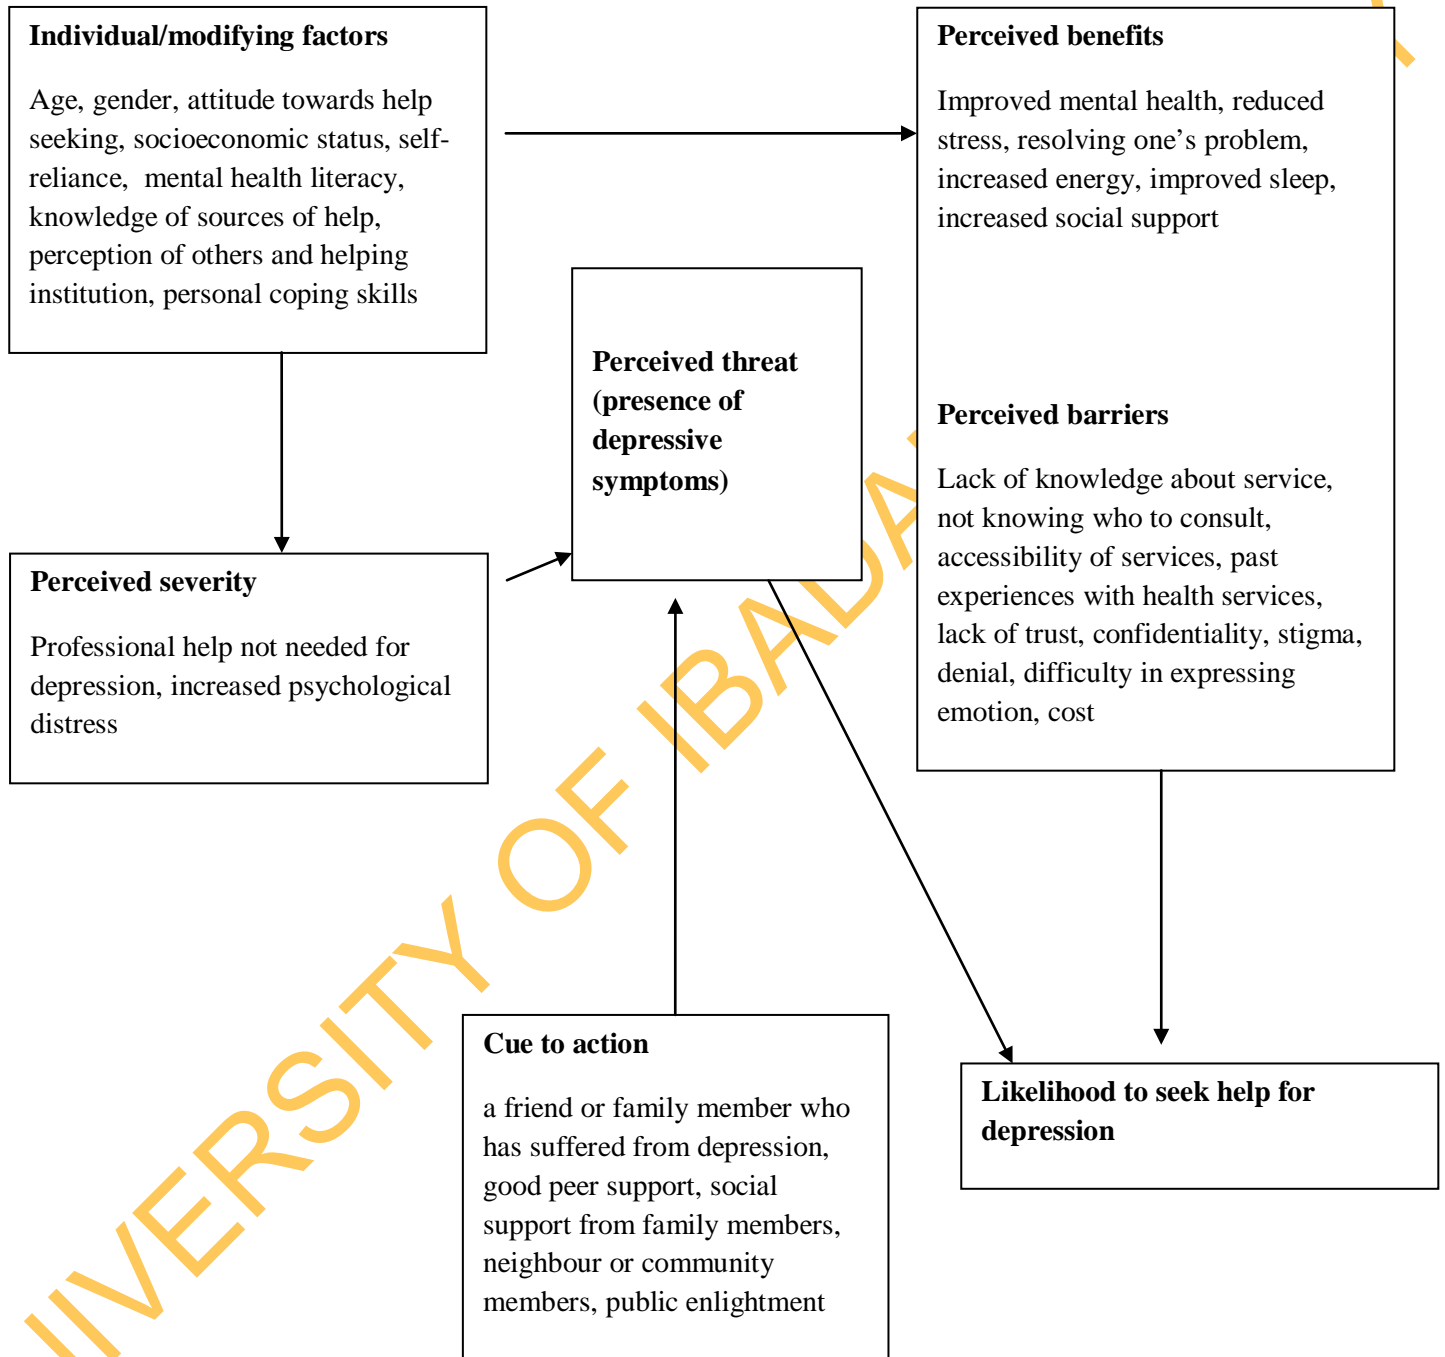 Individual/modifying factors
Age, gender, attitude towards help
seeking, socioeconomic status, self-
reliance,  mental health literacy,
knowledge of sources of help,
perception of others and helping
institution, personal coping skills
Perceived benefits
Improved mental health, reduced
stress, resolving one’s problem,
increased energy, improved sleep,
increased social support
Perceived threat
(presence of
depressive
symptoms)
Perceived barriers
Lack of knowledge about service,
not knowing who to consult,
accessibility of services, past
experiences with health services,
lack of trust, confidentiality, stigma,
denial, difficulty in expressing
emotion, cost
Perceived severity
Professional help not needed for
depression, increased psychological
distress
Cue to action
a friend or family member who
has suffered from depression,
good peer support, social
support from family members,
neighbour or community
members, public enlightment
Likelihood to seek help for
depression
IVERSITY OF IBADA